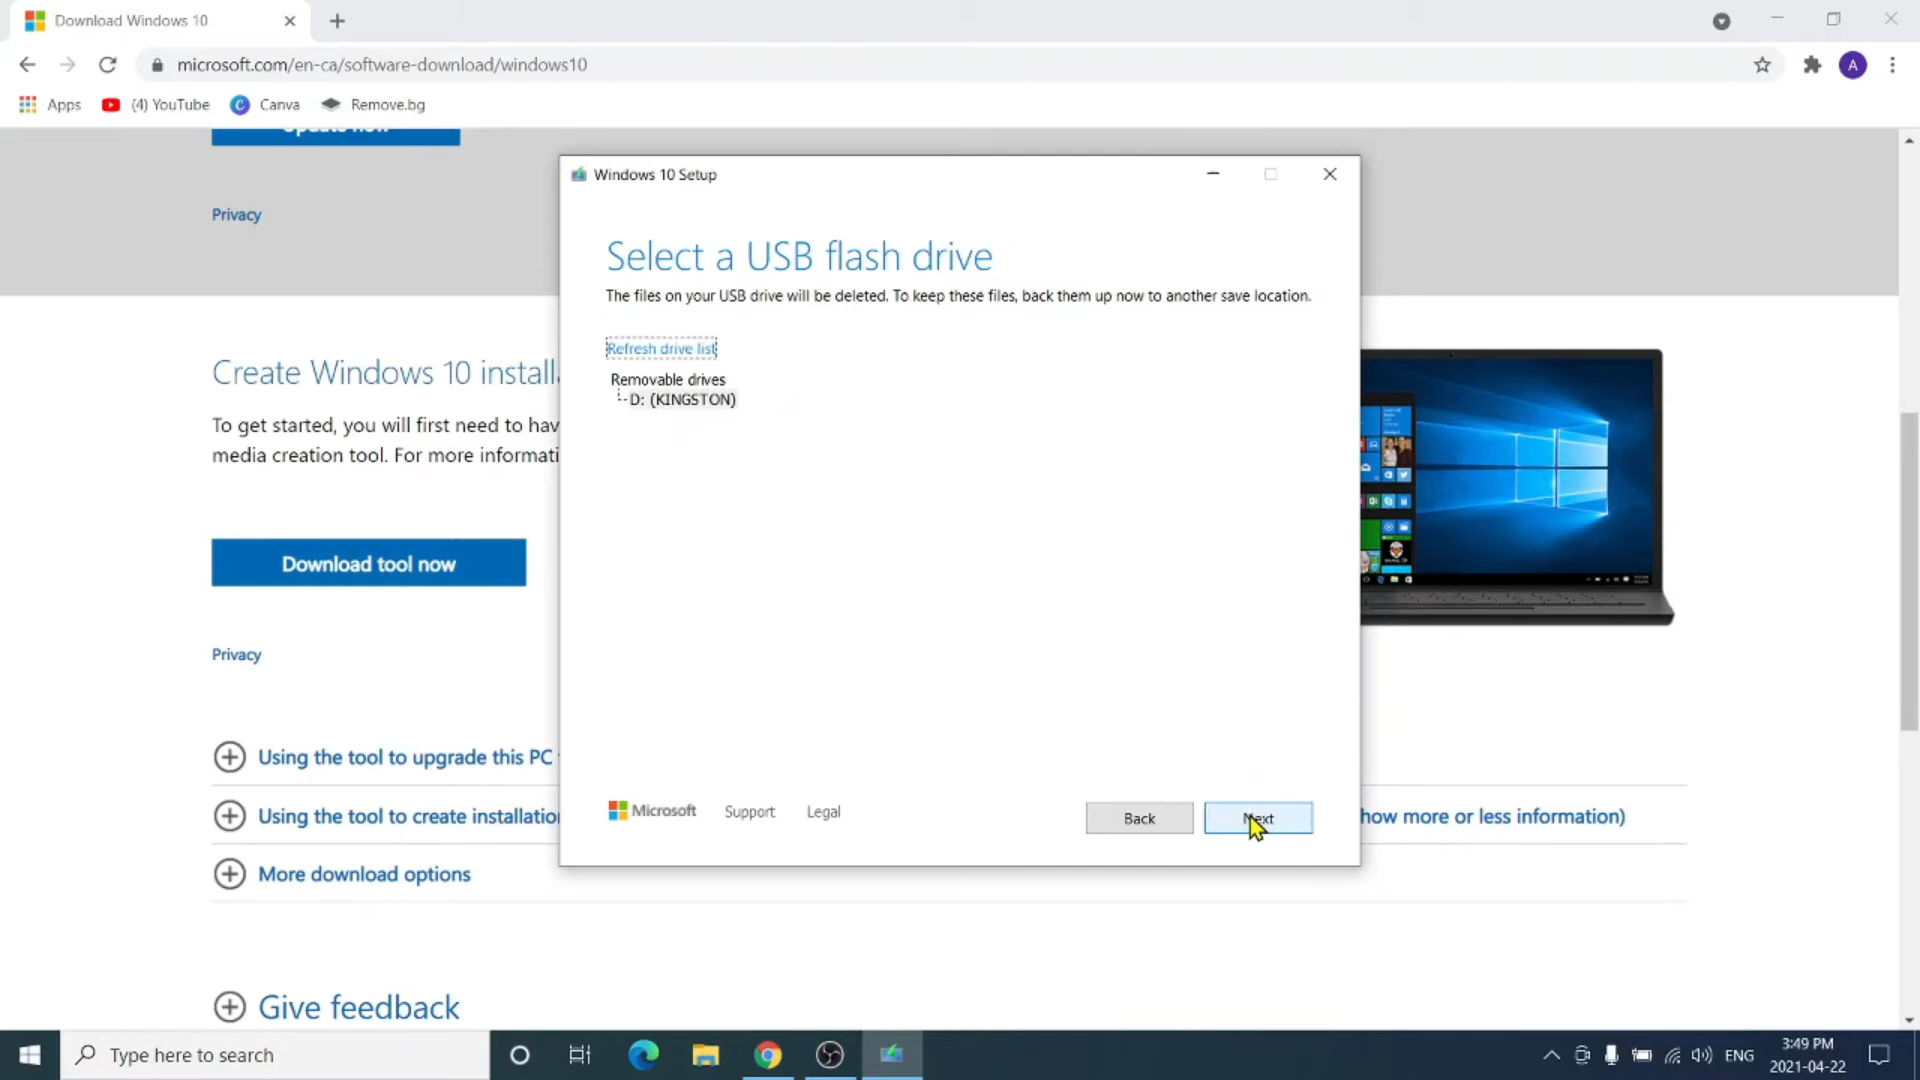 Download Windows 10
microsoft.com/en-ca/software-download/windows10
A
Apps
(4) YouTube
Canva
Remove.bg
Update now
Privacy
Windows 10 Setup
Select a USB flash drive
The files on your USB drive will be deleted. To keep these files, back them up now to another save location.
Refresh drive list
Removable drives
D: (KINGSTON)
Create Windows 10 install
To get started, you will first need to hav
media creation tool. For more informati
Download tool now
Privacy
Using the tool to upgrade this PC
Using the tool to create installatio
how more or less information)
More download options
Microsoft
Support
Legal
Back
Next
Give feedback
Type here to search
ENG
3:49 PM
2021-04-22